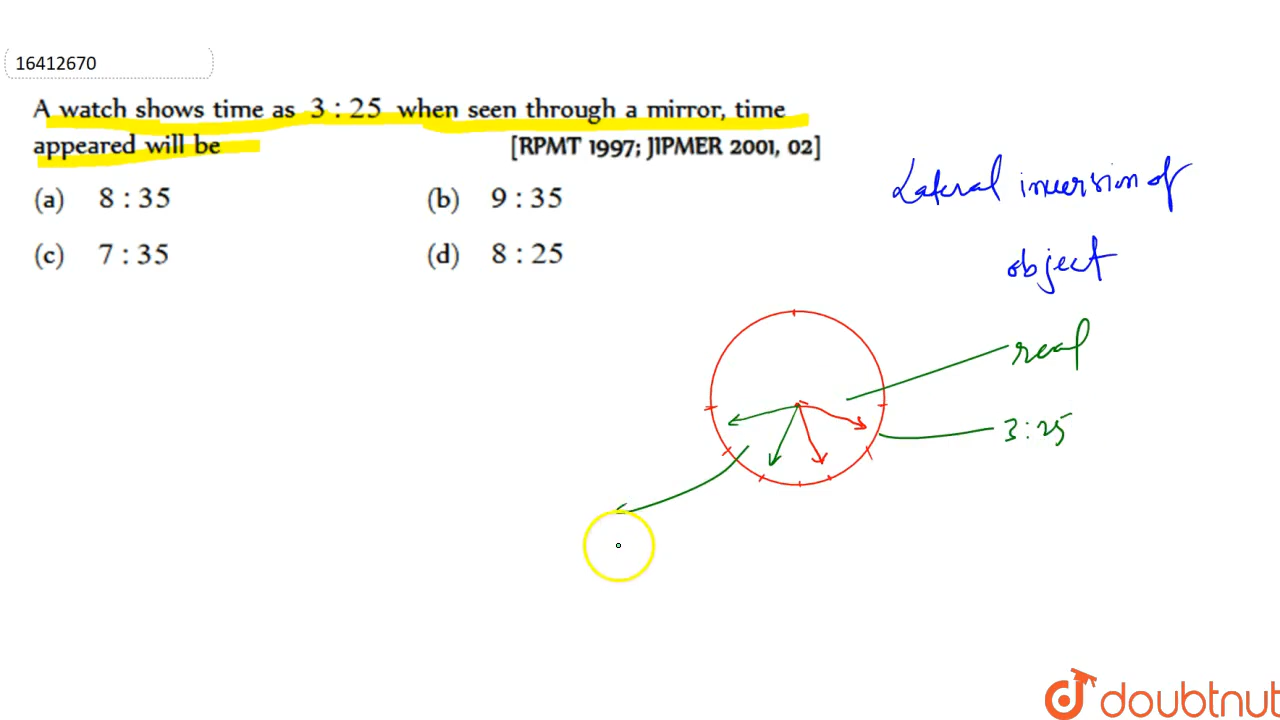 16412670
A watch shows time as 3 : 25 when seen through a mirror, time
appeared will be [RPMT 1997; JIPMER 2001, 02]
(a) 8 : 35 (b) 9 : 35
(c) 7 : 35 (d) 8 : 25
Lateral inversion of
object
real
3:25
doubtnut